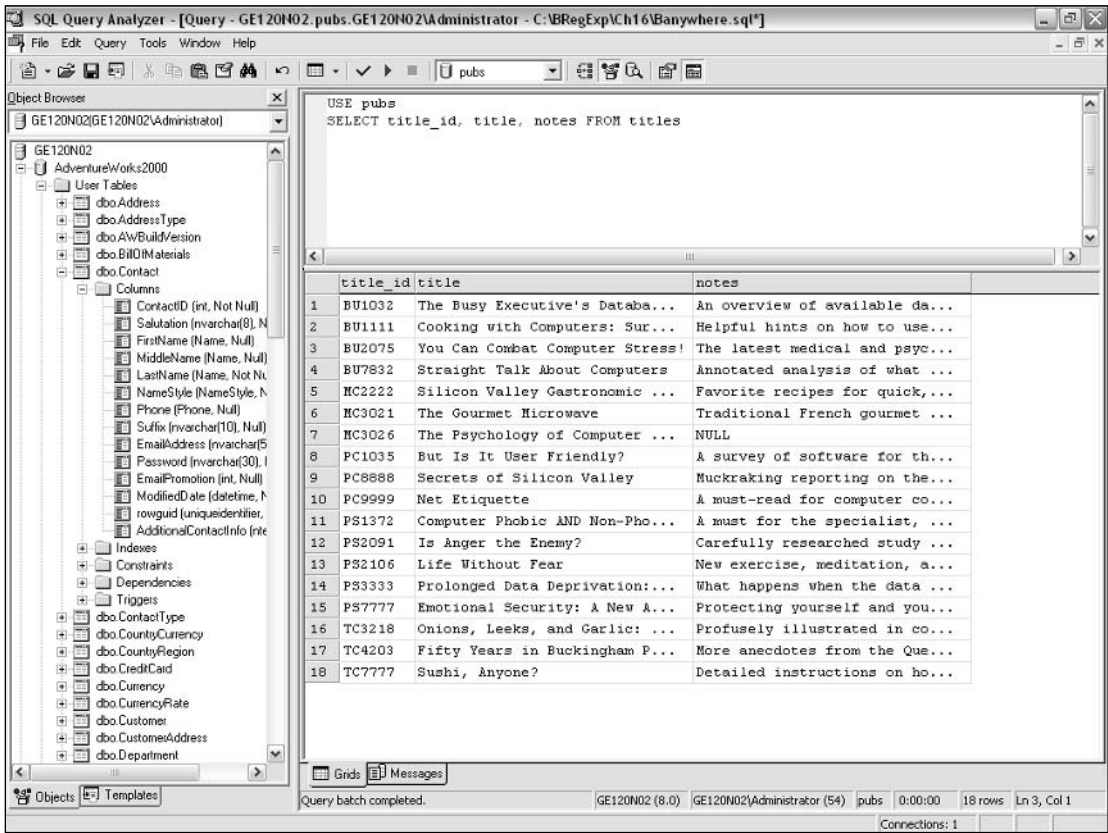 SQL Query Analyzer - [Query - GE120N02.pubs.GE120N02\Administrator - C:\BRegExp\Ch16\Banywhere.sql*]
File Edit Query Tools Window Help
pubs
Object Browser
GE120N02(GE120N02\Administrator)
GE120N02
AdventureWorks2000
User Tables
dbo.Address
dbo.AddressType
dbo.AWBuildVersion
dbo.BillOfMaterials
dbo.Contact
Columns
ContactID (int, Not Null)
Salutation (nvarchar(8), N
FirstName (Name, Null)
MiddleName (Name, Null)
LastName (Name, Not Nu
NameStyle (NameStyle, N
Phone (Phone, Null)
Suffix (nvarchar(10), Null)
EmailAddress (nvarchar(5
Password (nvarchar(30), I
EmailPromotion (int, Null)
ModifiedDate (datetime, N
rowguid (uniqueidentifier,
AdditionalContactInfo (nte
Indexes
Constraints
Dependencies
Triggers
dbo.ContactType
dbo.CountryCurrency
dbo.CountryRegion
dbo.CreditCard
dbo.Currency
dbo.CurrencyRate
dbo.Customer
dbo.CustomerAddress
dbo.Department
Objects Templates
USE pubs
SELECT title_id, title, notes FROM titles
title_id title notes
1 BU1032 The Busy Executive's Databa... An overview of available da...
2 BU1111 Cooking with Computers: Sur... Helpful hints on how to use...
3 BU2075 You Can Combat Computer Stress! The latest medical and psyc...
4 BU7832 Straight Talk About Computers Annotated analysis of what ...
5 MC2222 Silicon Valley Gastronomic ... Favorite recipes for quick,...
6 MC3021 The Gourmet Microwave Traditional French gourmet ...
7 MC3026 The Psychology of Computer ... NULL
8 PC1035 But Is It User Friendly? A survey of software for th...
9 PC8888 Secrets of Silicon Valley Muckraking reporting on the...
10 PC9999 Net Etiquette A must-read for computer co...
11 PS1372 Computer Phobic AND Non-Pho... A must for the specialist, ...
12 PS2091 Is Anger the Enemy? Carefully researched study ...
13 PS2106 Life Without Fear New exercise, meditation, a...
14 PS3333 Prolonged Data Deprivation:... What happens when the data ...
15 PS7777 Emotional Security: A New A... Protecting yourself and you...
16 TC3218 Onions, Leeks, and Garlic: ... Profusely illustrated in co...
17 TC4203 Fifty Years in Buckingham P... More anecdotes from the Que...
18 TC7777 Sushi, Anyone? Detailed instructions on ho...
Grids Messages
Query batch completed. GE120N02 (8.0) GE120N02\Administrator (54) pubs 0:00:00 18 rows Ln 3, Col 1
Connections: 1